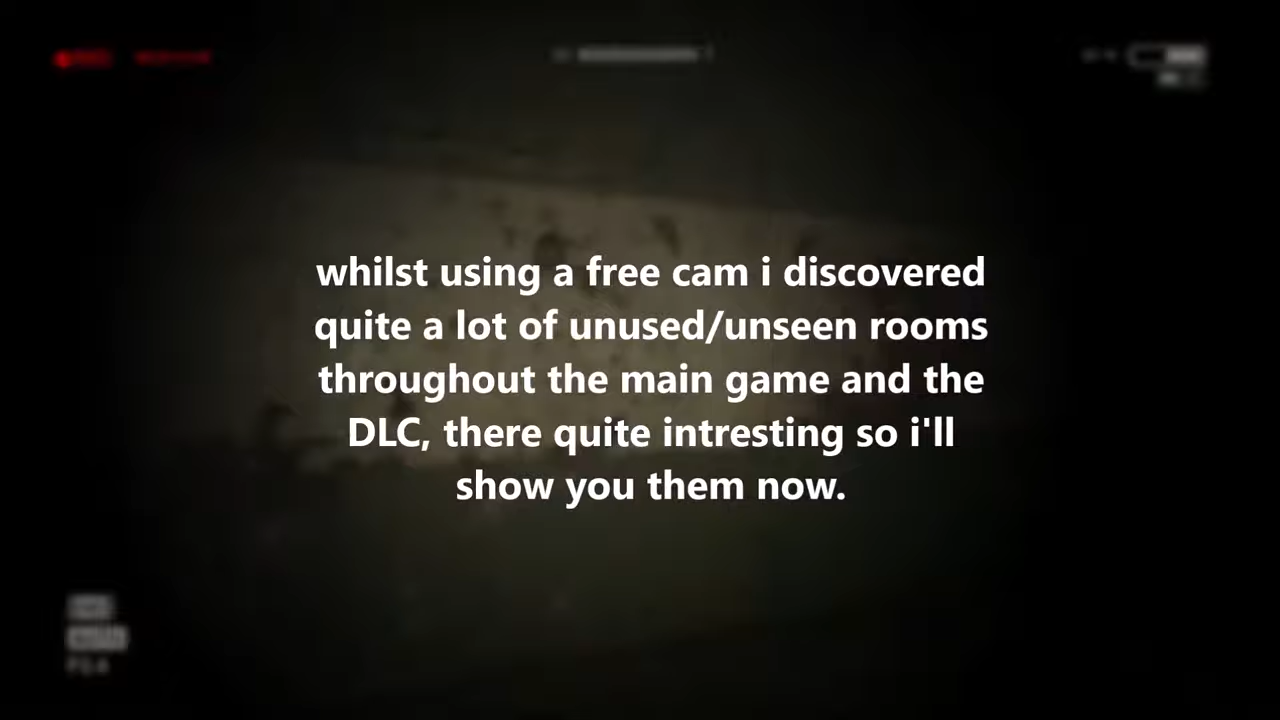 whilst using a free cam i discovered
quite a lot of unused/unseen rooms
throughout the main game and the
DLC, there quite intresting so i'll
show you them now.